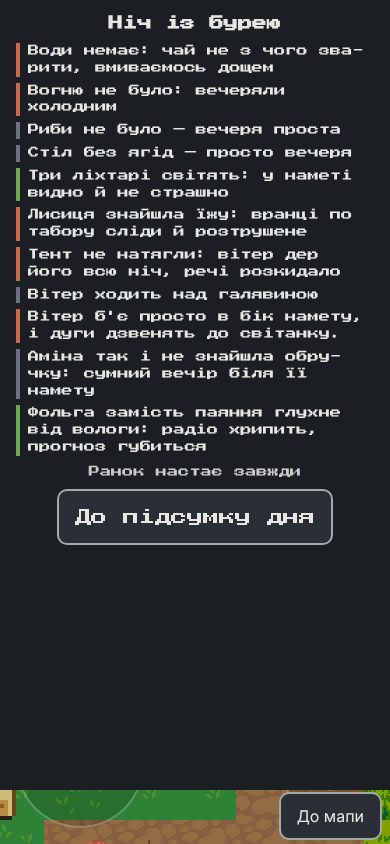 Ніч із бурею
Води немає: чай не з чого зва-
рити, вмиваємось дощем
Вогню не було: вечеряли
холодним
Риби не було — вечеря проста
Стіл без ягід — просто вечеря
Три ліхтарі світять: у наметі
видно й не страшно
Лисиця знайшла їжу: вранці по
табору сліди й розтрушене
Тент не натягли: вітер дер
його всю ніч, речі розкидало
Вітер ходить над галявиною
Вітер б'є просто в бік намету,
і дуги дзвенять до світанку.
Аміна так і не знайшла обру-
чку: сумний вечір біля її
намету
Фольга замість паяння глухне
від вологи: радіо хрипить,
прогноз губиться
Ранок настає завжди
До підсумку дня
До мапи